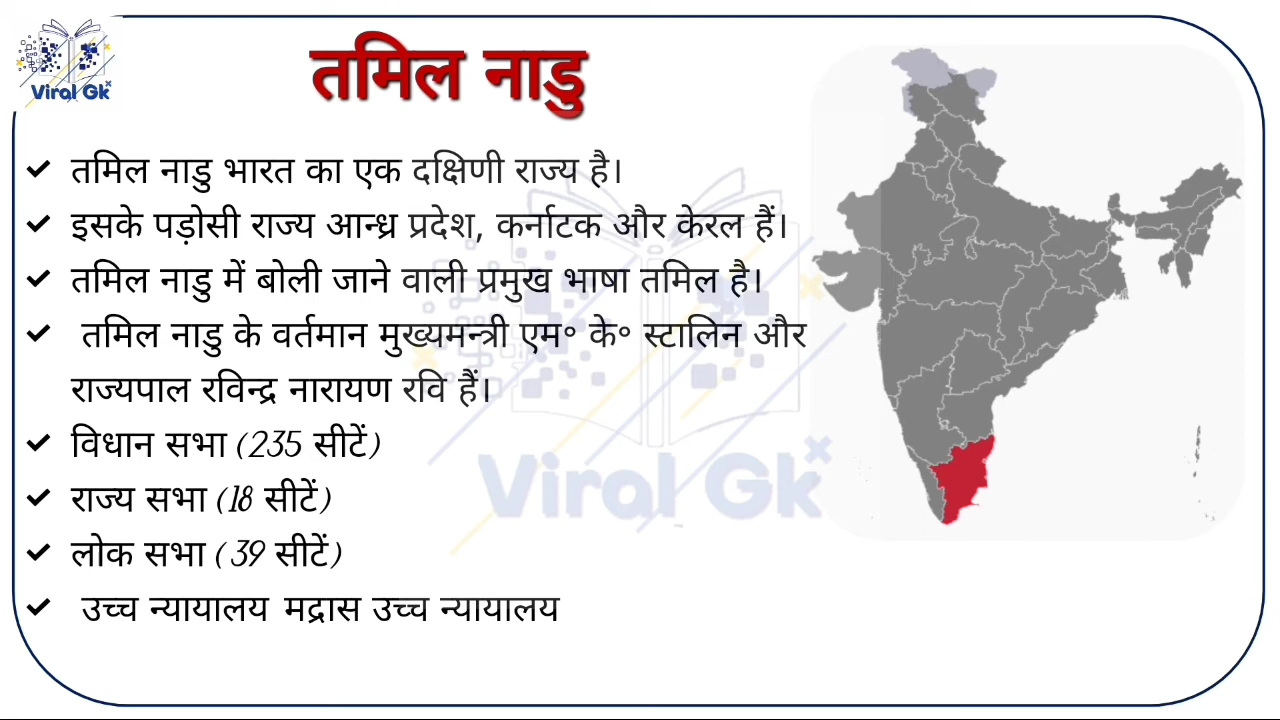 Viral Gk
तमिल नाडु
तमिल नाडु भारत का एक दक्षिणी राज्य है।
इसके पड़ोसी राज्य आन्ध्र प्रदेश, कर्नाटक और केरल हैं।
तमिल नाडु में बोली जाने वाली प्रमुख भाषा तमिल है।
तमिल नाडु के वर्तमान मुख्यमन्त्री एम॰ के॰ स्टालिन और
राज्यपाल रविन्द्र नारायण रवि हैं।
विधान सभा (235 सीटें)
राज्य सभा (18 सीटें)
लोक सभा (39 सीटें)
उच्च न्यायालय मद्रास उच्च न्यायालय
Viral Gk